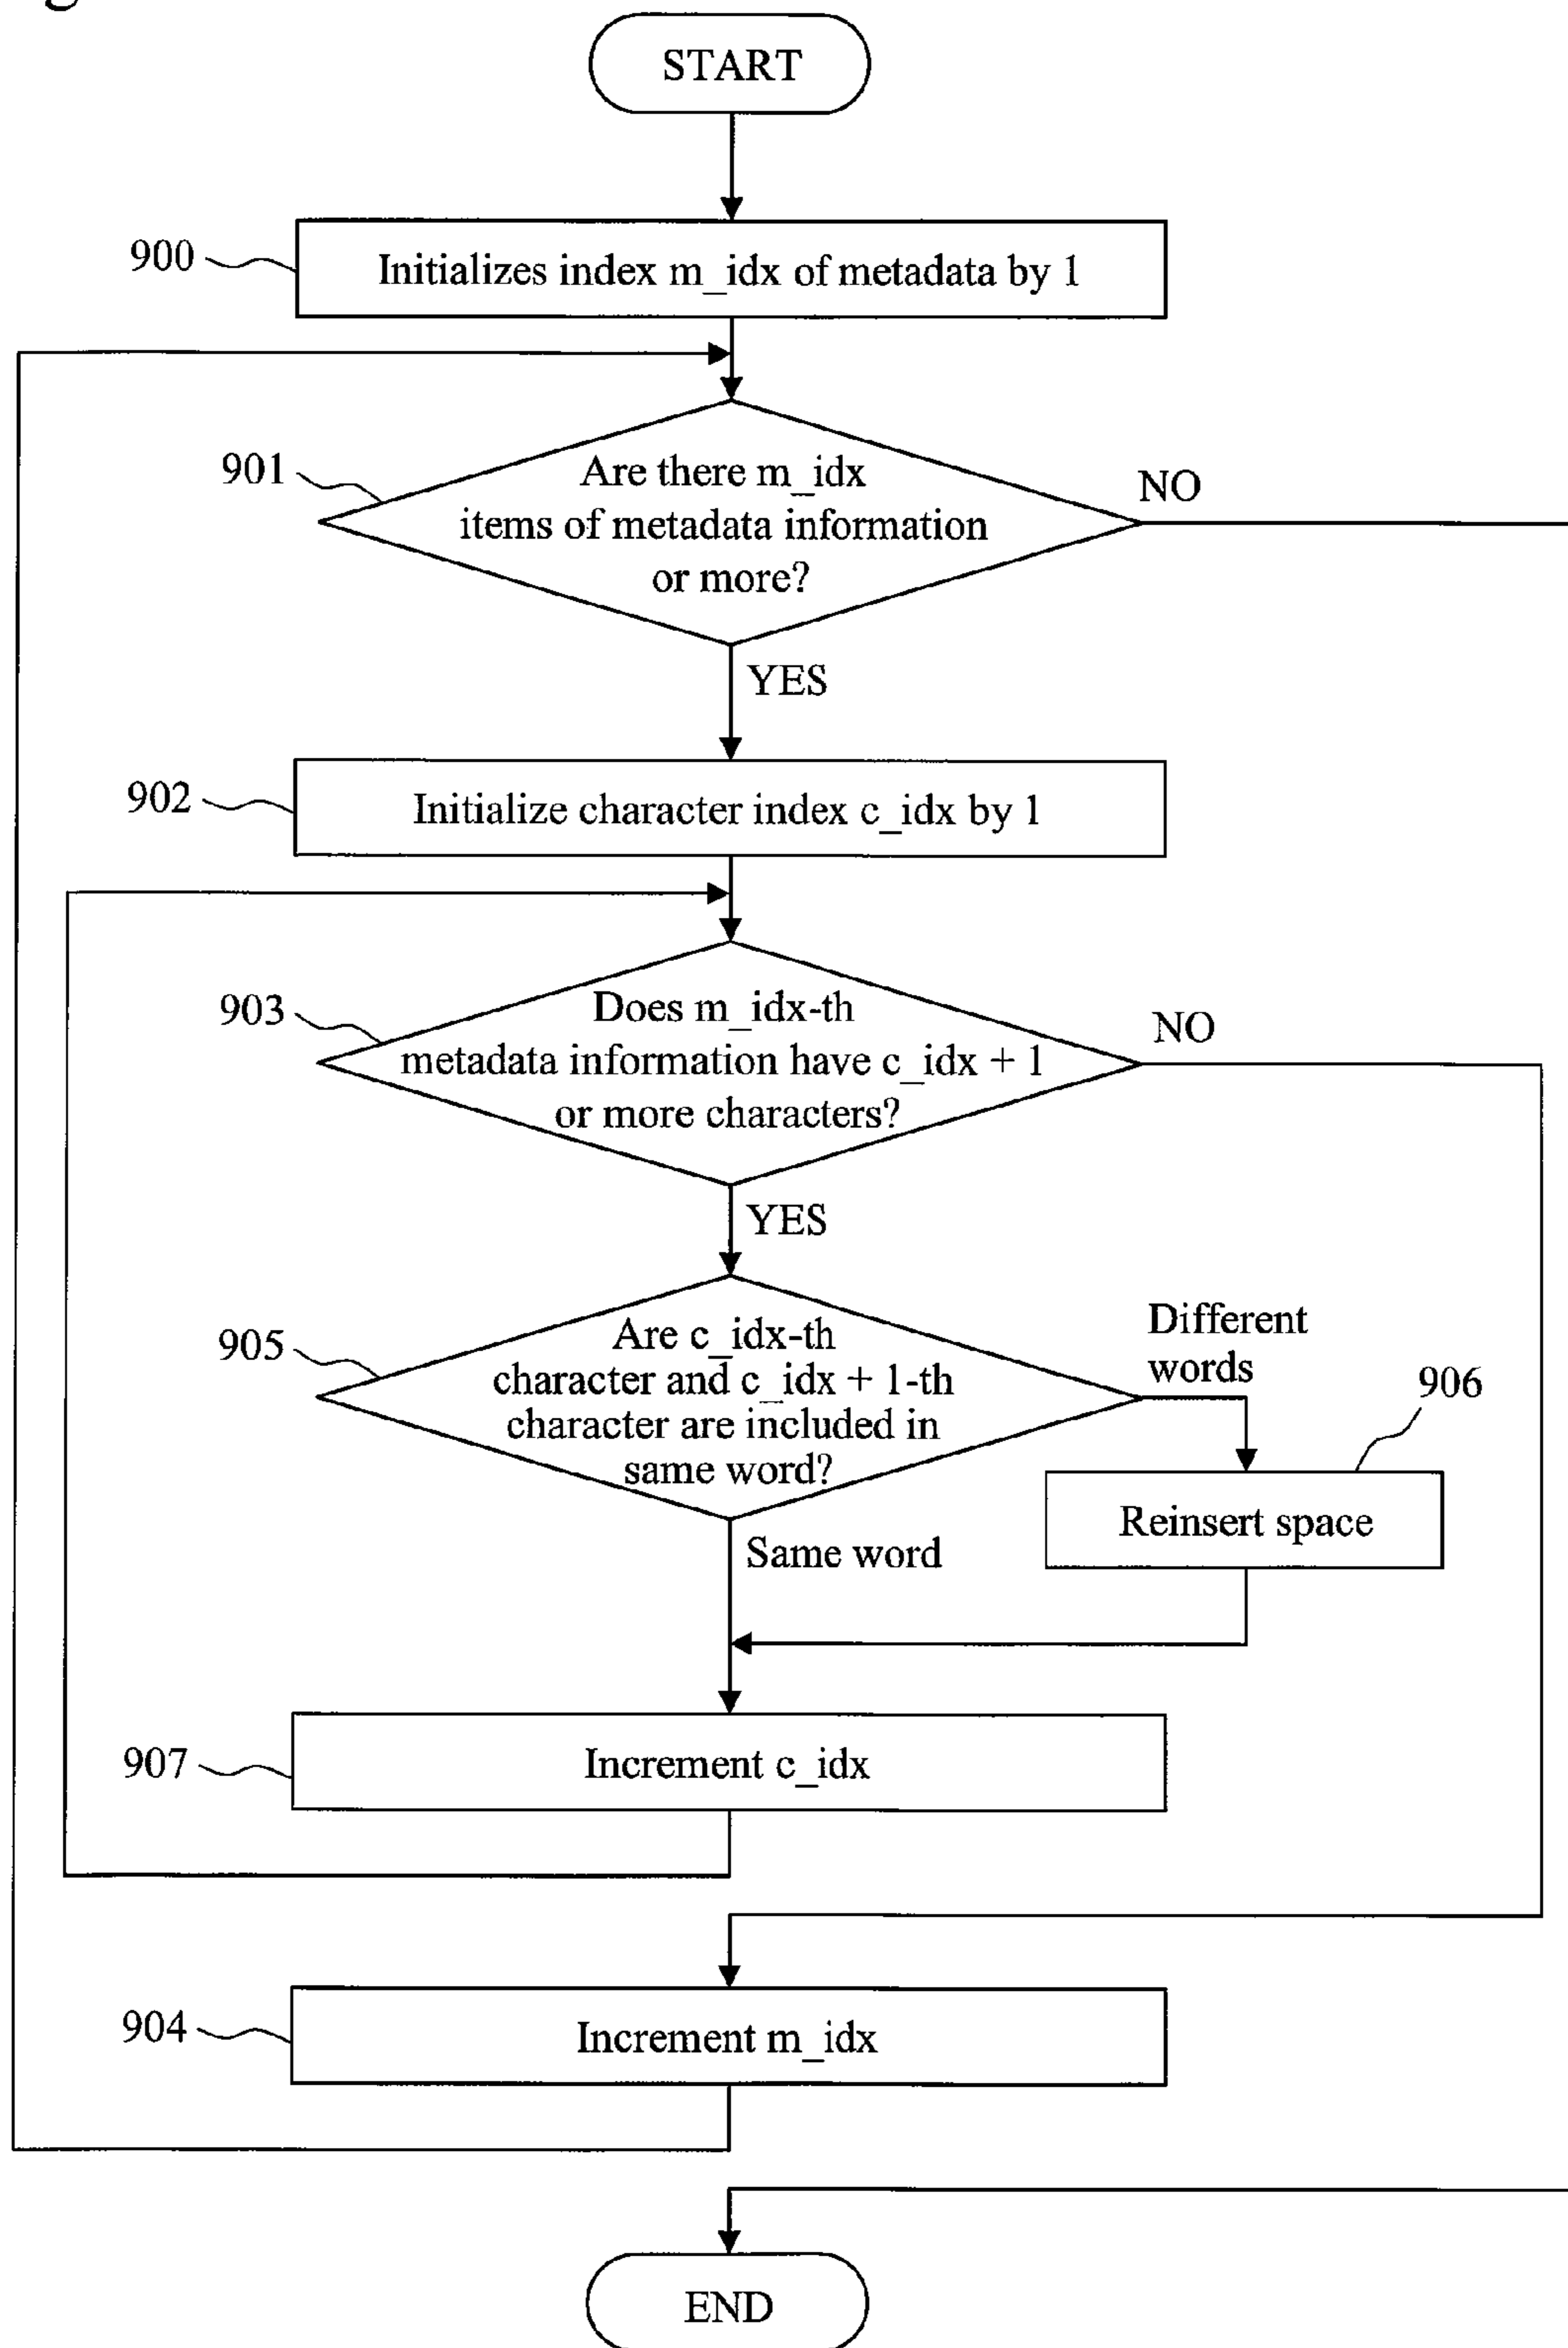 START
900
Initializes index m_idx of metadata by 1
901
Are there m_idx
items of metadata information
or more?
NO
YES
902
Initialize character index c_idx by 1
903
Does m_idx-th
metadata information have c_idx + 1
or more characters?
NO
YES
905
Are c_idx-th
character and c_idx + 1-th
character are included in
same word?
Different
words
906
Reinsert space
Same word
907
Increment c_idx
904
Increment m_idx
END